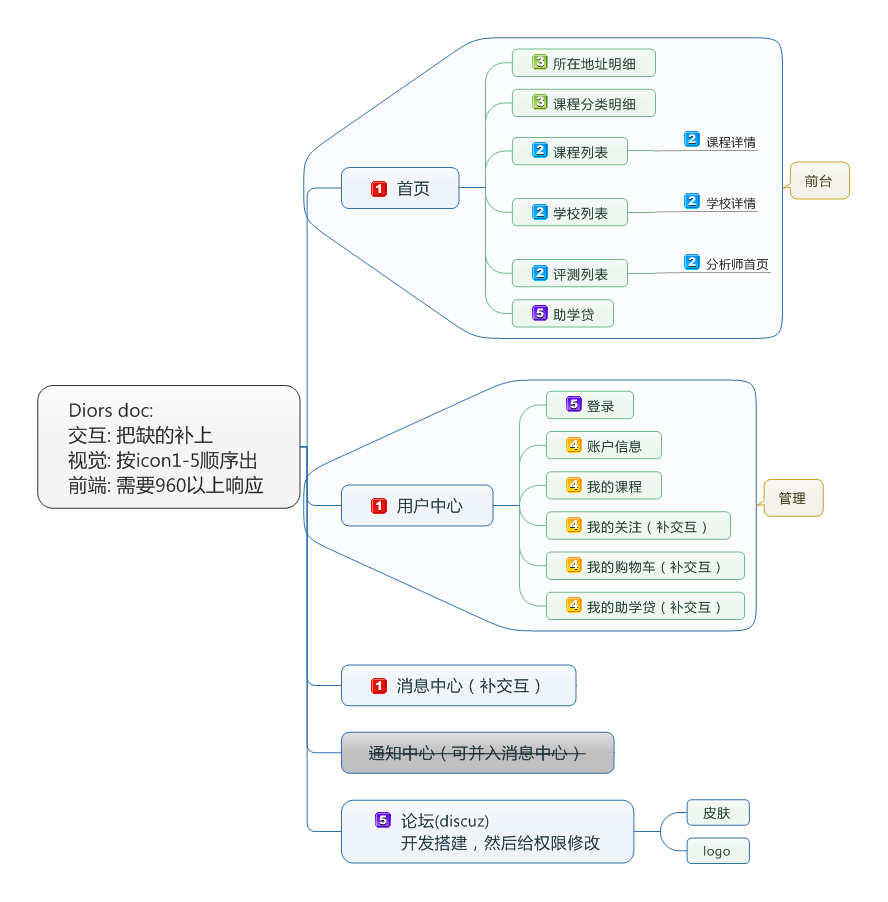 Diors doc:
交互: 把缺的补上
视觉: 按icon1-5顺序出
前端: 需要960以上响应
1 首页
3 所在地址明细
3 课程分类明细
2 课程列表
2 课程详情
2 学校列表
2 学校详情
2 评测列表
2 分析师首页
5 助学贷
前台
1 用户中心
5 登录
4 账户信息
4 我的课程
4 我的关注（补交互）
4 我的购物车（补交互）
4 我的助学贷（补交互）
管理
1 消息中心（补交互）
通知中心（可并入消息中心）
5 论坛(discuz)
开发搭建，然后给权限修改
皮肤
logo